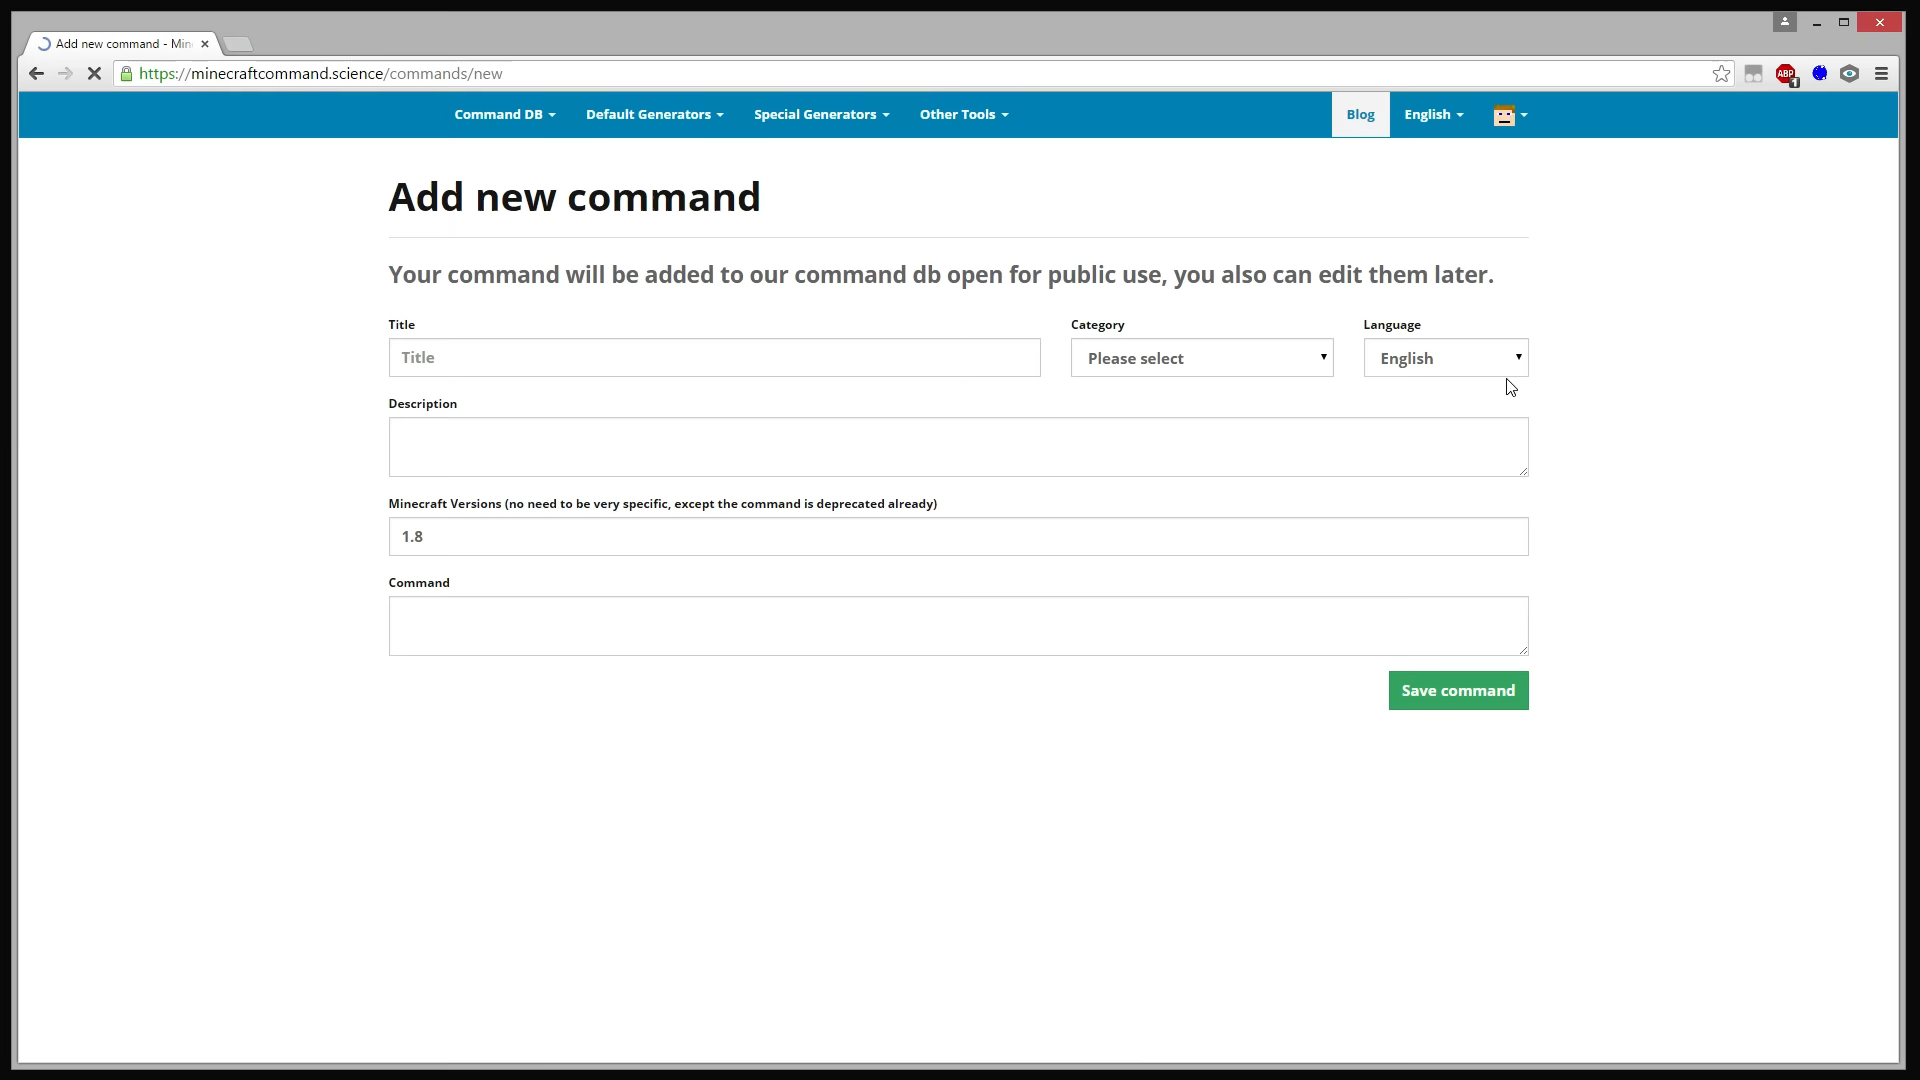 Add new command - Min
https://minecraftcommand.science/commands/new
ABP
1
Command DB
Default Generators
Special Generators
Other Tools
Blog
English
Add new command
Your command will be added to our command db open for public use, you also can edit them later.
Title
Category
Language
Title
Please select
English
Description
Minecraft Versions (no need to be very specific, except the command is deprecated already)
1.8
Command
Save command